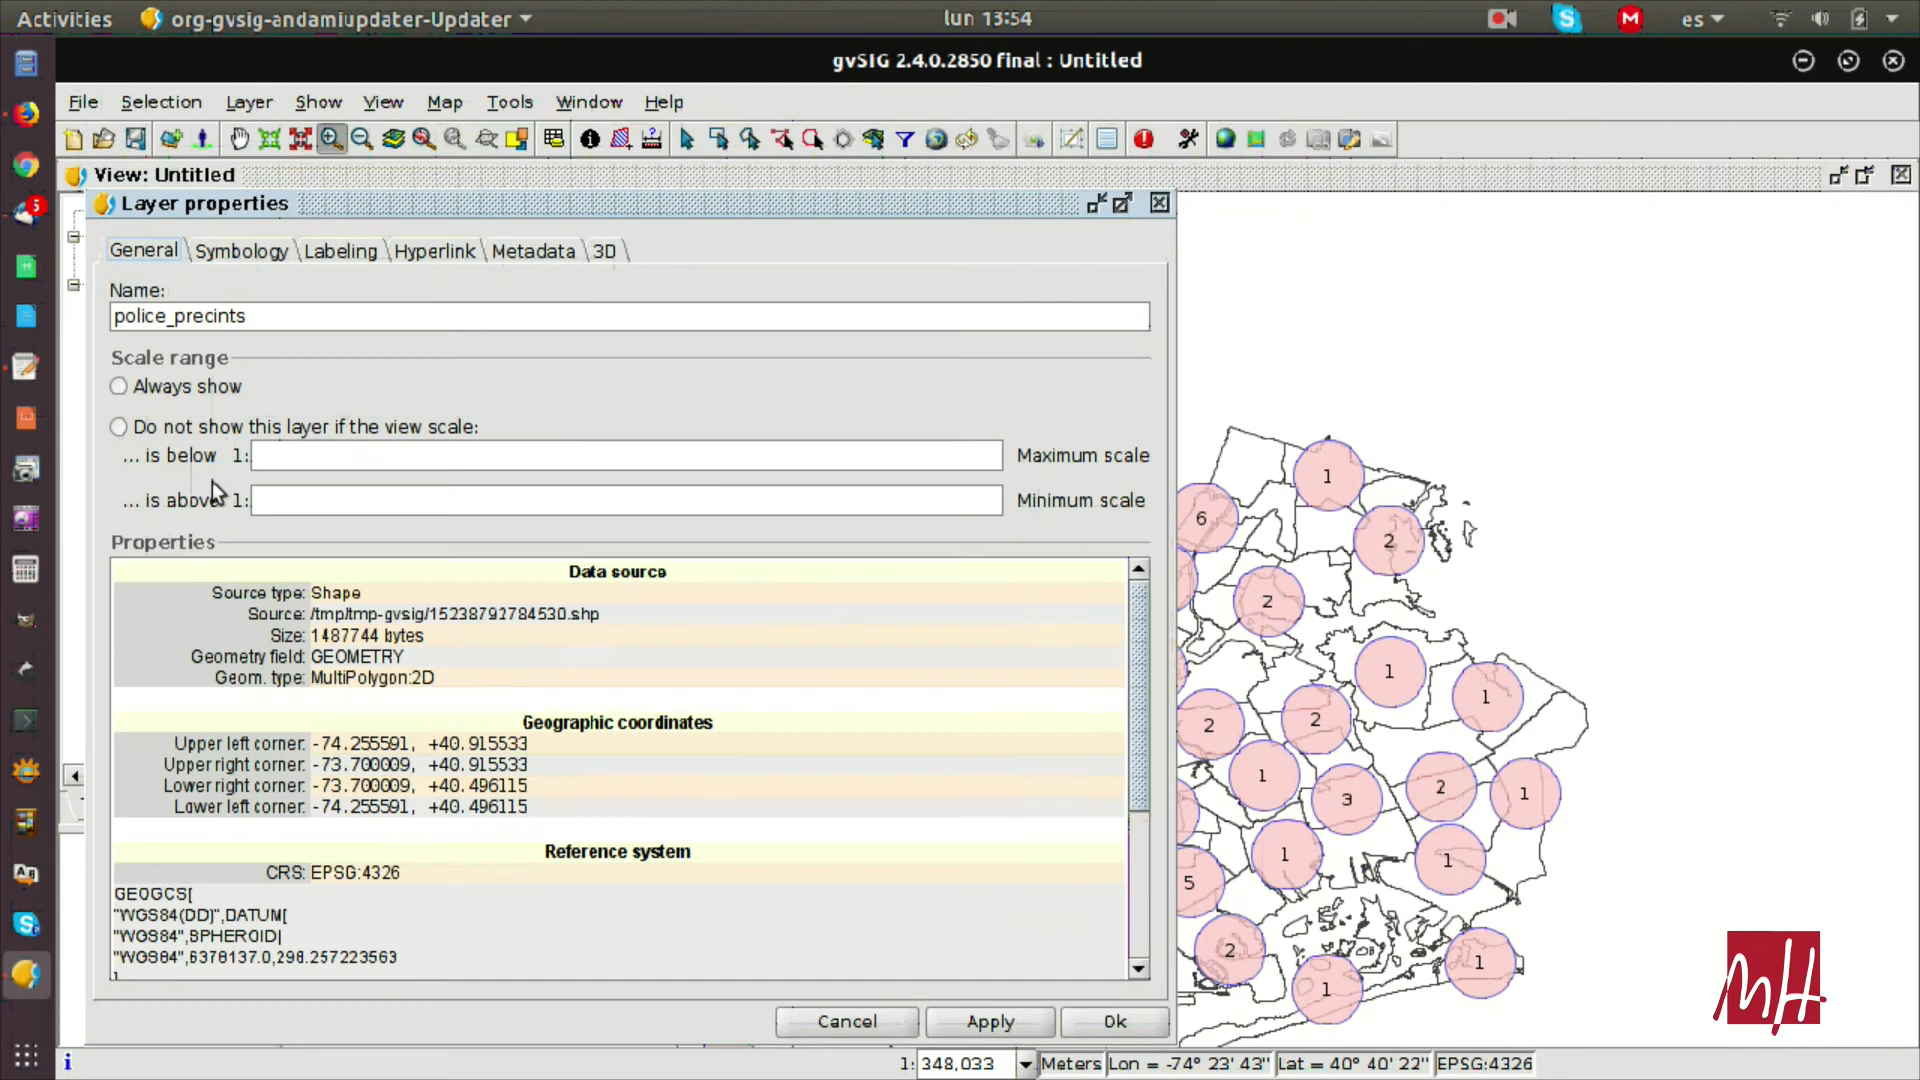 Activities org-gvsig-andamiupdater-Updater lun 13:54 es
gvSIG 2.4.0.2850 final : Untitled
File Selection Layer Show View Map Tools Window Help
View: Untitled
Layer properties
5
General Symbology Labeling Hyperlink Metadata 3D
Name:
police_precints
Scale range
Always show
Do not show this layer if the view scale:
... is below 1: Maximum scale
... is above 1: Minimum scale
Properties
Data source
Source type: Shape
Source: /tmp/tmp-gvsig/15238792784530.shp
Size: 1487744 bytes
Geometry field: GEOMETRY
Geom. type: MultiPolygon:2D
Geographic coordinates
Upper left corner: -74.255591, +40.915533
Upper right corner: -73.700009, +40.915533
Lower right corner: -73.700009, +40.496115
Lower left corner: -74.255591, +40.496115
Reference system
CRS: EPSG:4326
GEOGCS[
"WGS84(DD)",DATUM[
"WGS84",SPHEROID[
"WGS84",6378137.0,298.257223563
]
Cancel Apply Ok
1
6
2
2
1
1
2
2
1
3
2
1
1
1
5
2
1
1
MH
1: 348,033 Meters Lon = -74° 23' 43'' Lat = 40° 40' 22'' EPSG:4326